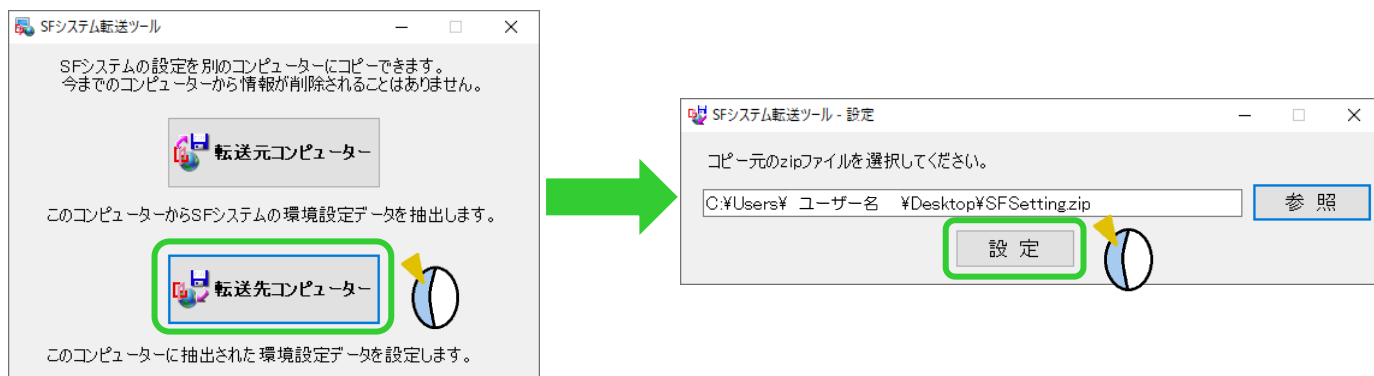 SFシステム転送ツール
SFシステムの設定を別のコンピューターにコピーできます。
今までのコンピューターから情報が削除されることはありません。
転送元コンピューター
このコンピューターからSFシステムの環境設定データを抽出します。
転送先コンピューター
このコンピューターに抽出された環境設定データを設定します。
SFシステム転送ツール - 設定
コピー元のzipファイルを選択してください。
C:¥Users¥ ユーザー名 ¥Desktop¥SFSetting.zip
参 照
設 定